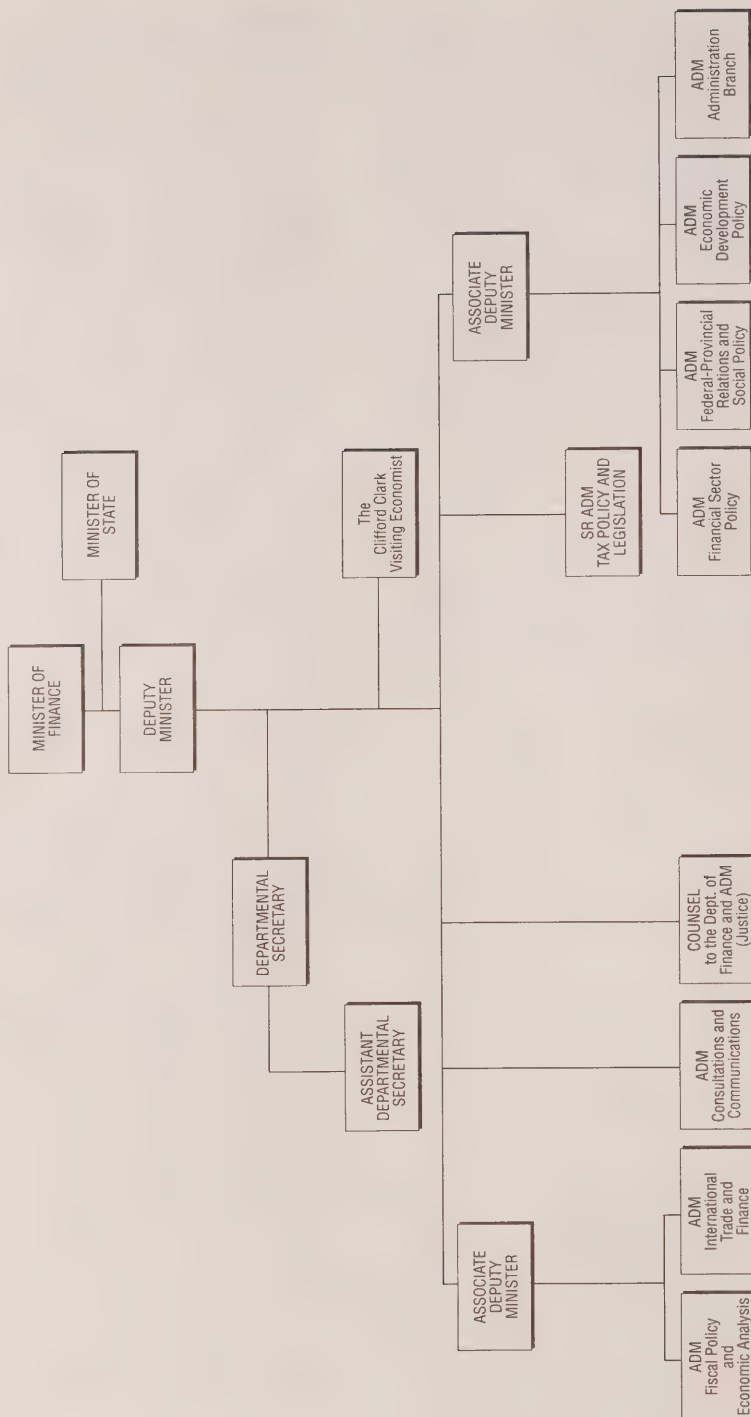 MINISTER OF
FINANCE
MINISTER OF
STATE
DEPUTY
MINISTER
DEPARTMENTAL
SECRETARY
The
Clifford Clark
Visiting Economist
ASSISTANT
DEPARTMENTAL
SECRETARY
ASSOCIATE
DEPUTY
MINISTER
ASSOCIATE
DEPUTY
MINISTER
SR ADM
TAX POLICY AND
LEGISLATION
ADM
Fiscal Policy
and
Economic Analysis
ADM
International
Trade and
Finance
ADM
Consultations and
Communications
COUNSEL
to the Dept. of
Finance and ADM
(Justice)
ADM
Financial Sector
Policy
ADM
Federal-Provincial
Relations and
Social Policy
ADM
Economic
Development
Policy
ADM
Administration
Branch